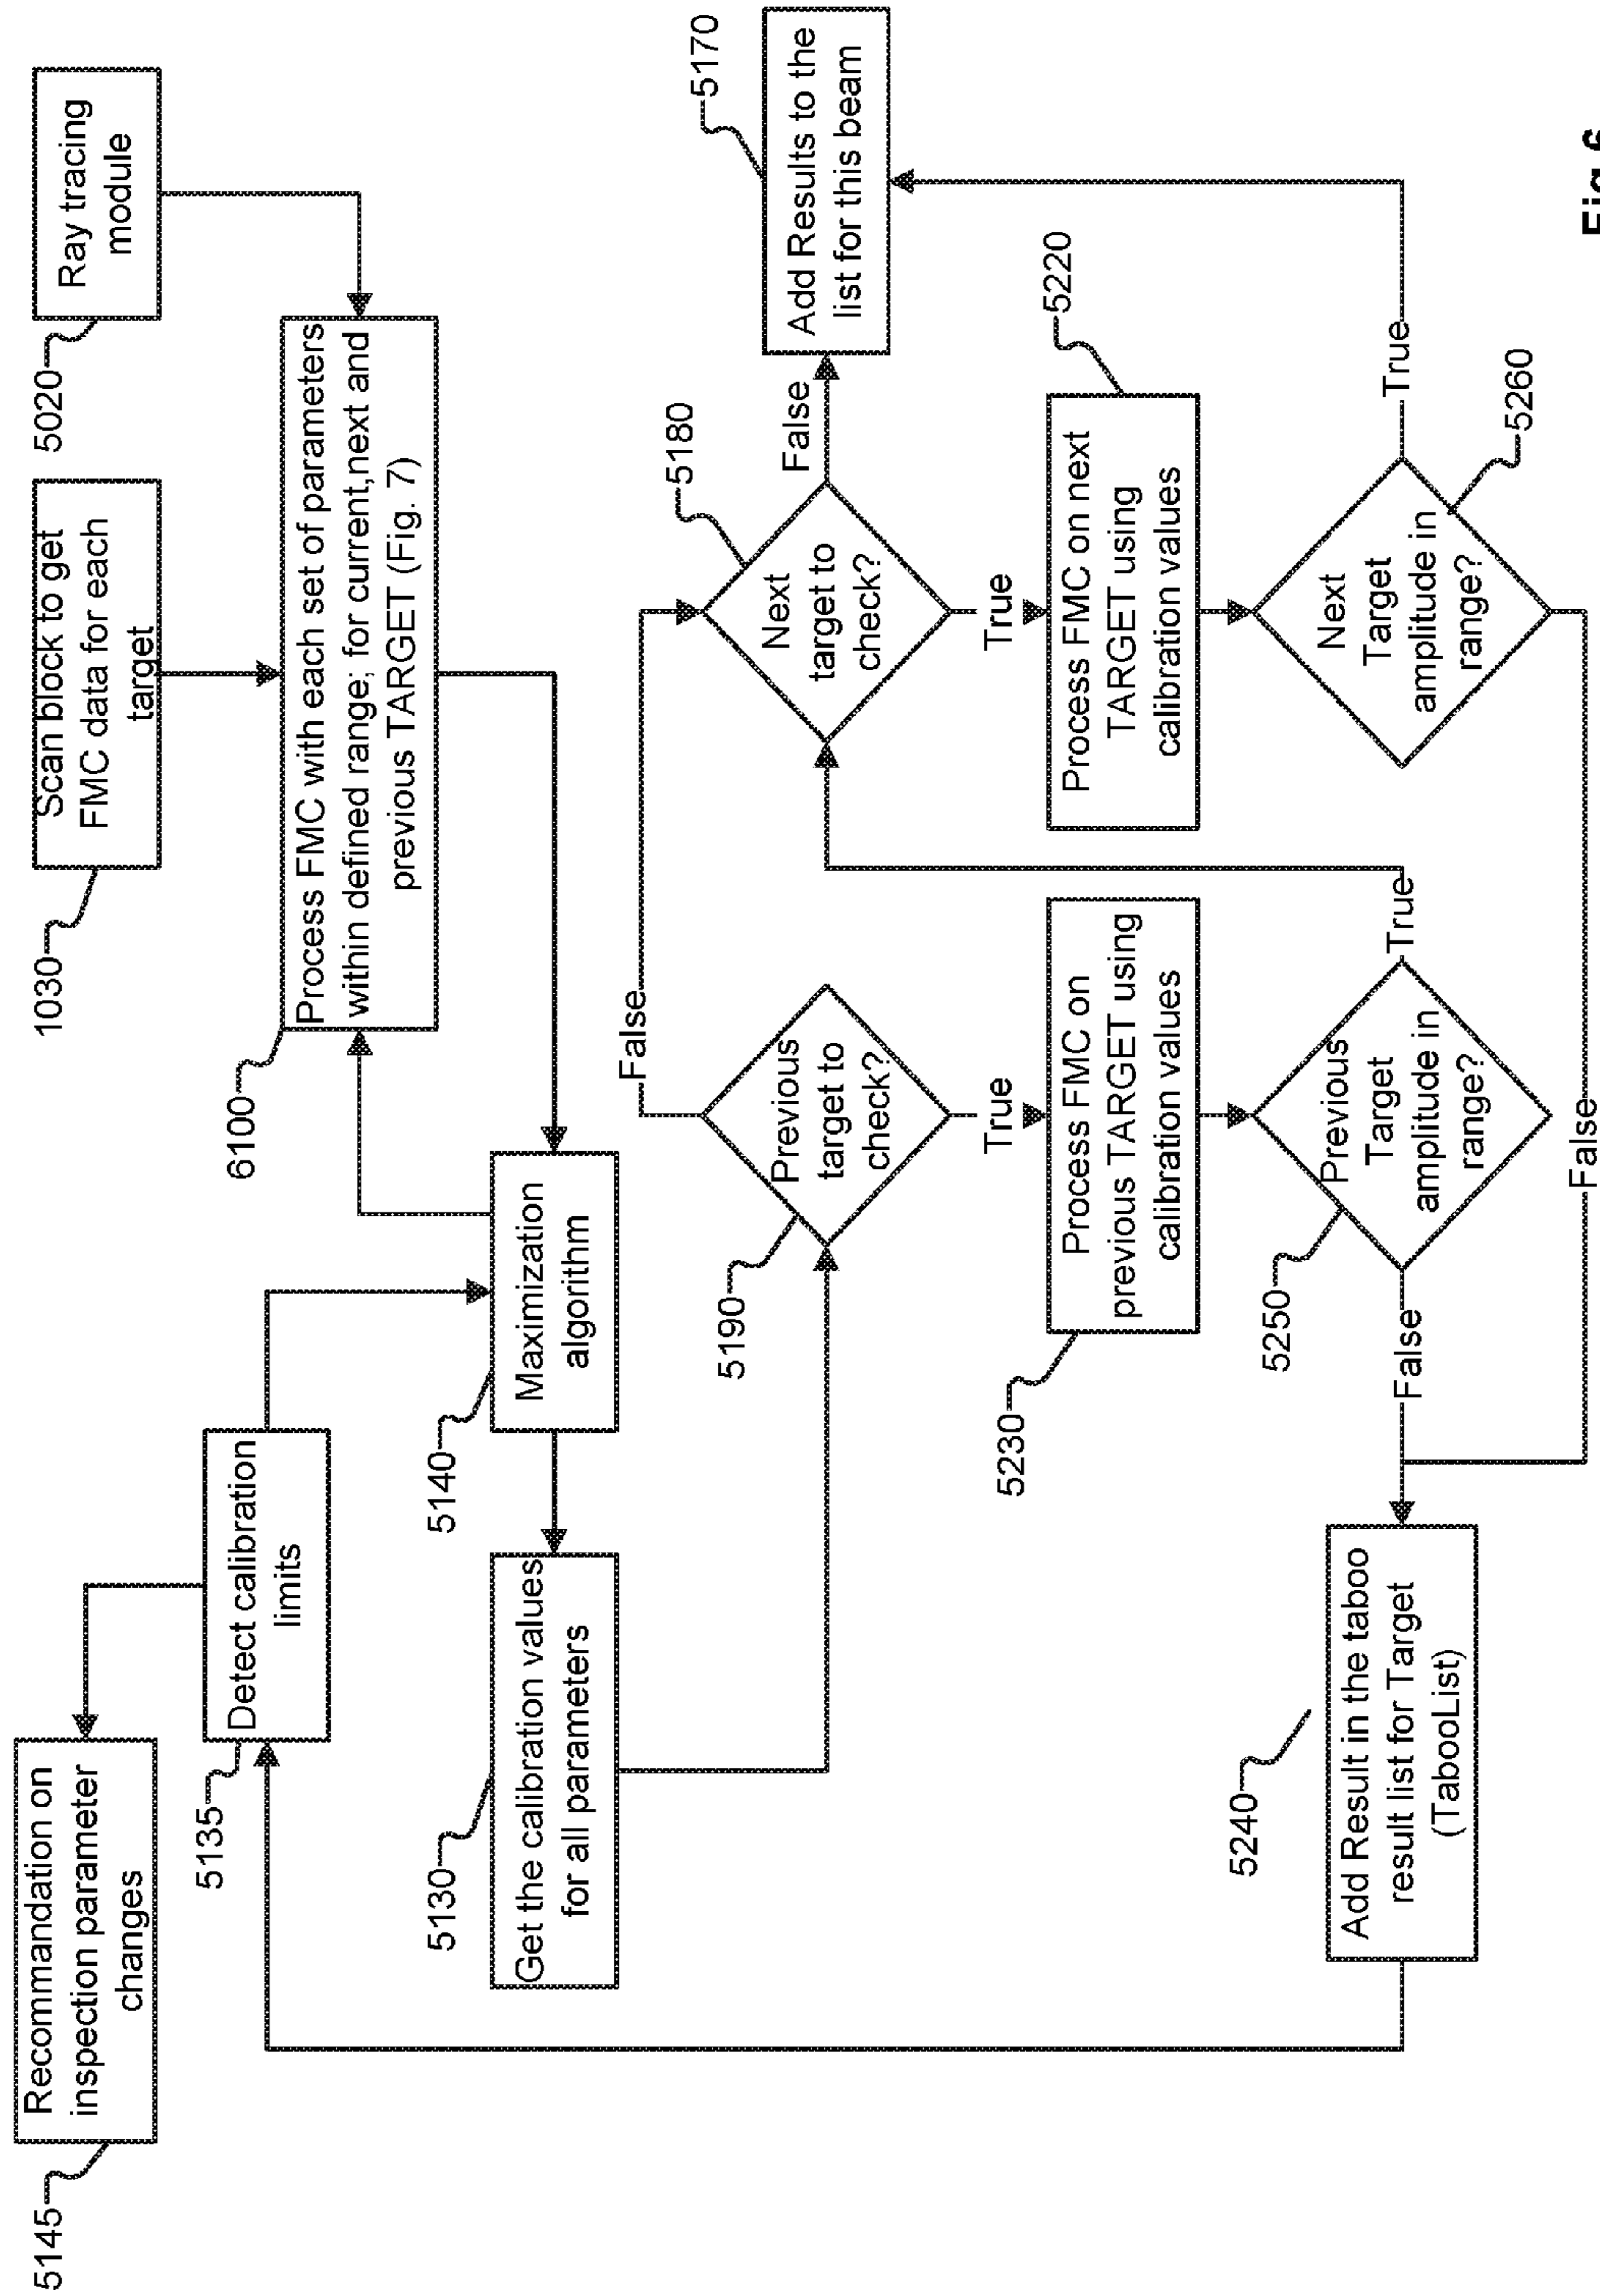 5145
Recommandation on
inspection parameter
changes
1030
Scan block to get
FMC data for each
target
5020
Ray tracing
module
5135
Detect calibration
limits
6100
Process FMC with each set of parameters
within defined range; for current,next and
previous TARGET (Fig. 7)
5130
Get the calibration values
for all parameters
5140
Maximization
algorithm
False
5190
Previous
target to
check?
True
5180
Next
target to
check?
False
True
5170
Add Results to the
list for this beam
5230
Process FMC on
previous TARGET using
calibration values
5220
Process FMC on next
TARGET using
calibration values
5240
Add Result in the taboo
result list for Target
(TabooList)
False
5250
Previous
Target
amplitude in
range?
True
Next
Target
amplitude in
range?
5260
True
False
Fig. 6